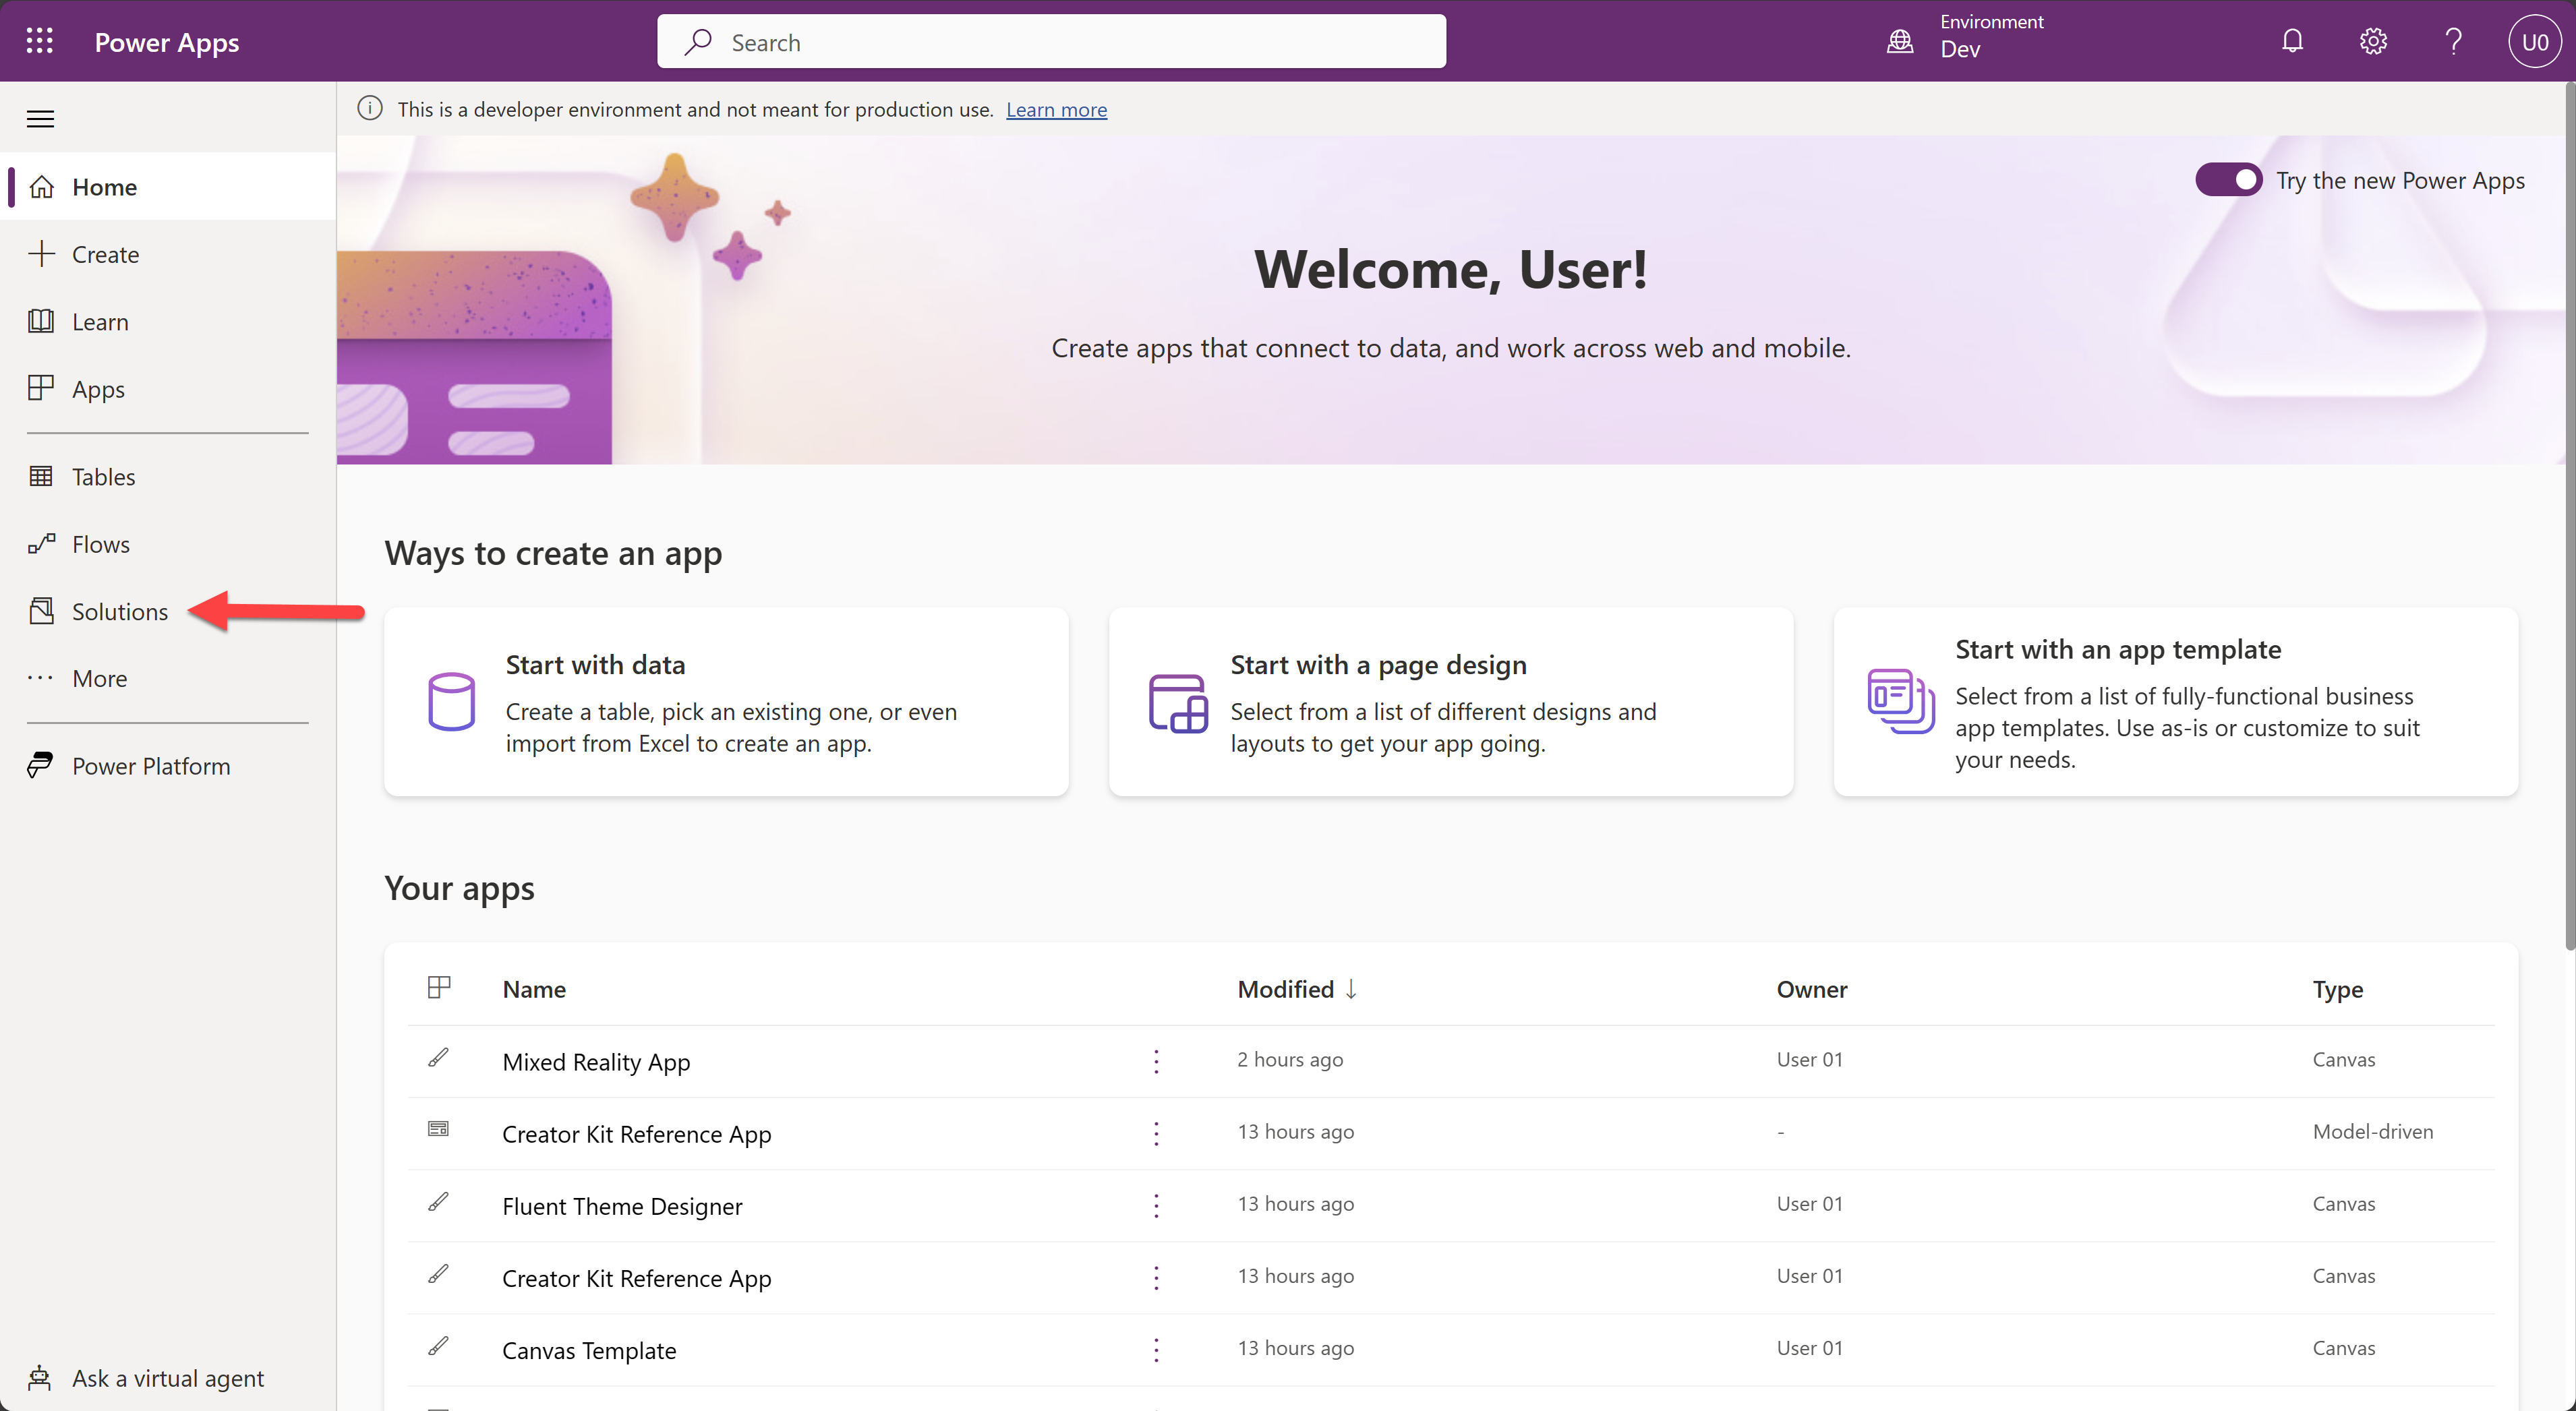 Power Apps
Search
Environment
Dev
U0
This is a developer environment and not meant for production use. Learn more
Home
Create
Learn
Apps
Tables
Flows
Solutions
More
Power Platform
Ask a virtual agent
Try the new Power Apps
Welcome, User!
Create apps that connect to data, and work across web and mobile.
Ways to create an app
Start with data
Create a table, pick an existing one, or even
import from Excel to create an app.
Start with a page design
Select from a list of different designs and
layouts to get your app going.
Start with an app template
Select from a list of fully-functional business
app templates. Use as-is or customize to suit
your needs.
Your apps
Name Modified ↓ Owner Type
Mixed Reality App 2 hours ago User 01 Canvas
Creator Kit Reference App 13 hours ago - Model-driven
Fluent Theme Designer 13 hours ago User 01 Canvas
Creator Kit Reference App 13 hours ago User 01 Canvas
Canvas Template 13 hours ago User 01 Canvas